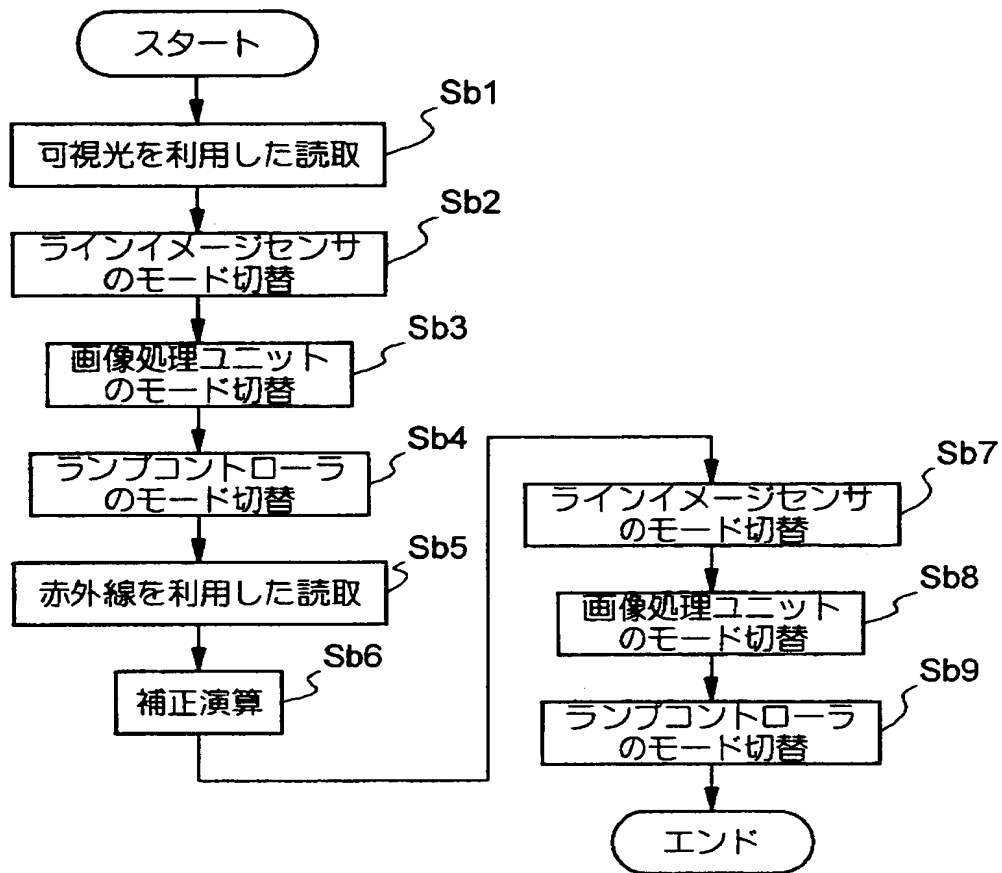 スタート
Sb1
可視光を利用した読取
Sb2
ラインイメージセンサ
のモード切替
Sb3
画像処理ユニット
のモード切替
Sb4
ランプコントローラ
のモード切替
Sb5
赤外線を利用した読取
Sb6
補正演算
Sb7
ラインイメージセンサ
のモード切替
Sb8
画像処理ユニット
のモード切替
Sb9
ランプコントローラ
のモード切替
エンド